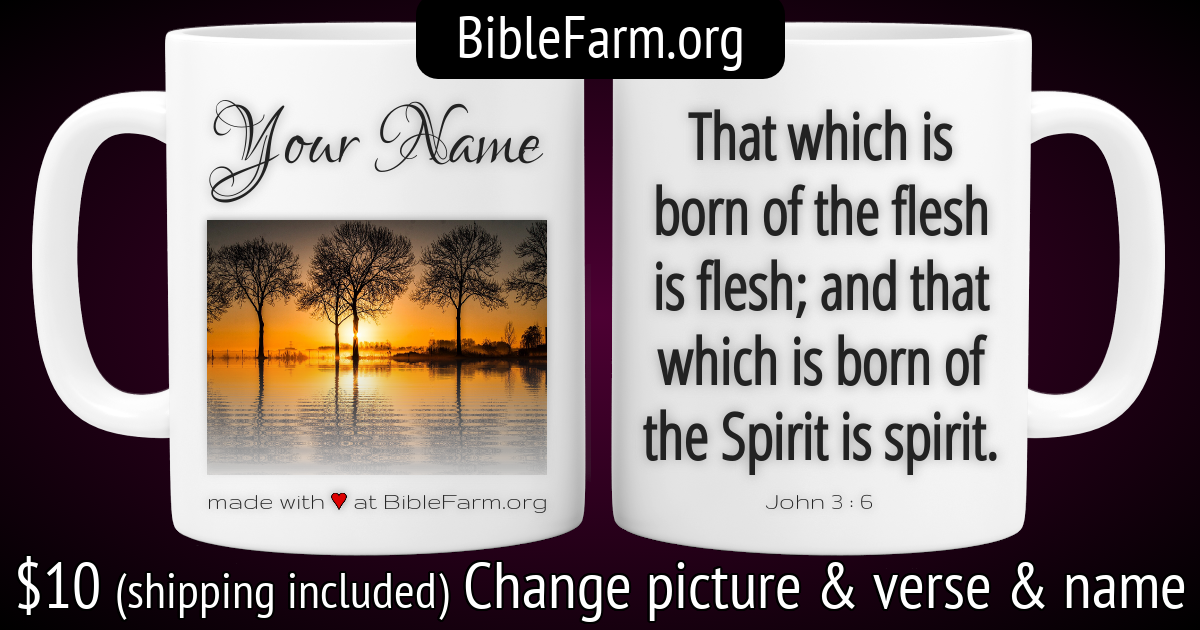 BibleFarm.org
Your Name
made with ♥ at BibleFarm.org
That which is
born of the flesh
is flesh; and that
which is born of
the Spirit is spirit.
John 3 : 6
$10 (shipping included) Change picture & verse & name